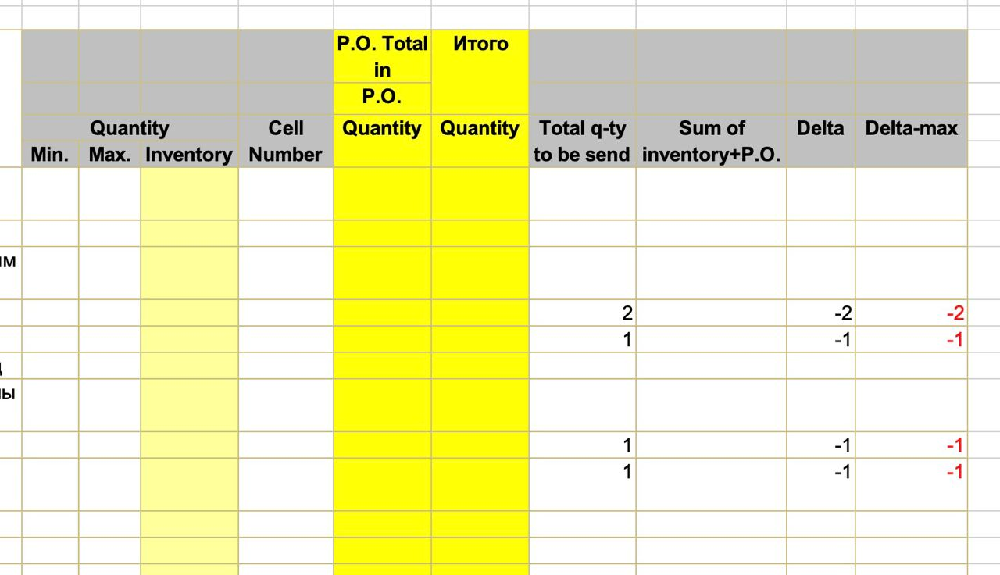 P.O. Total Итого
in
P.O.
Quantity Cell Quantity Quantity Total q-ty Sum of Delta Delta-max
Min. Max. Inventory Number to be send inventory+P.O.
2 -2 -2
1 -1 -1
1 -1 -1
1 -1 -1